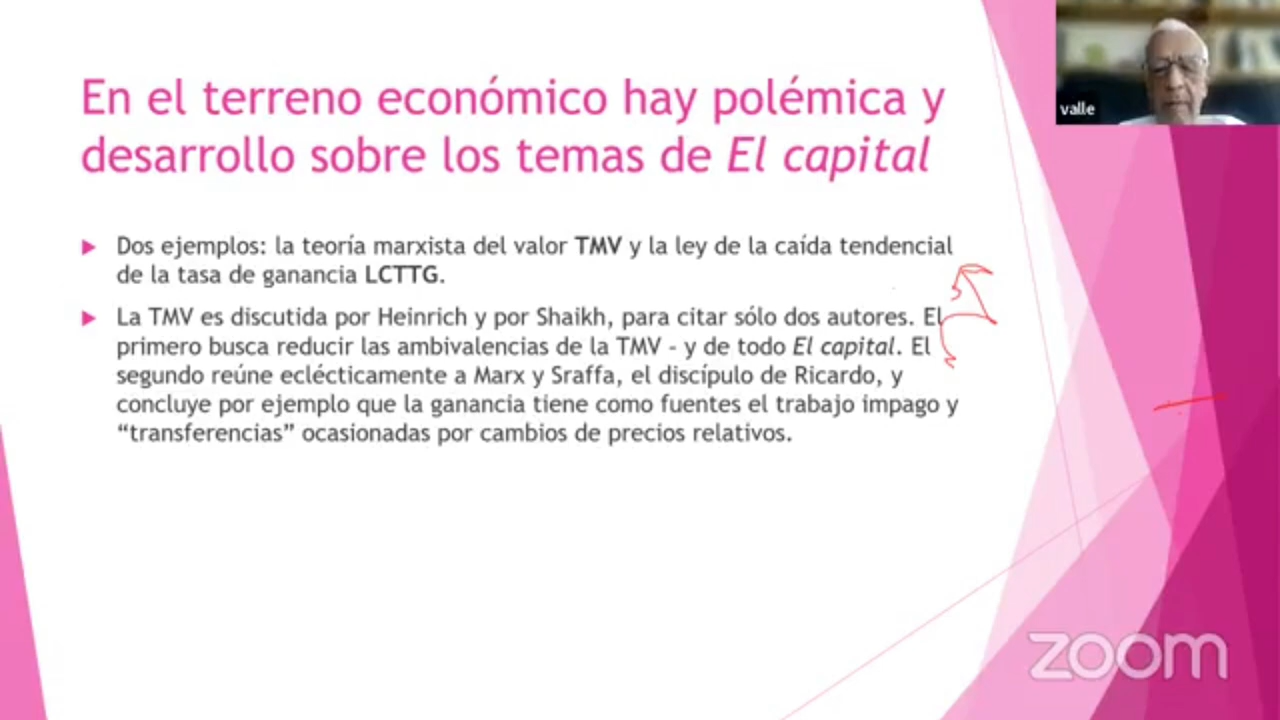 En el terreno económico hay polémica y
desarrollo sobre los temas de El capital
valle
Dos ejemplos: la teoría marxista del valor TMV y la ley de la caída tendencial
de la tasa de ganancia LCTTG.
La TMV es discutida por Heinrich y por Shaikh, para citar sólo dos autores. El
primero busca reducir las ambivalencias de la TMV - y de todo El capital. El
segundo reúne eclécticamente a Marx y Sraffa, el discípulo de Ricardo, y
concluye por ejemplo que la ganancia tiene como fuentes el trabajo impago y
“transferencias” ocasionadas por cambios de precios relativos.
zoom